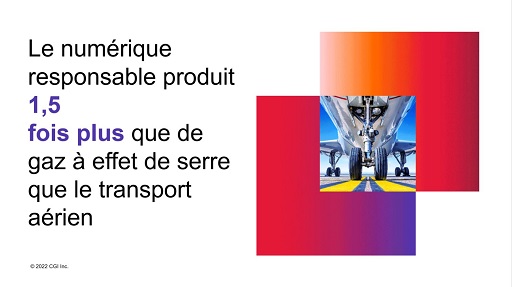 Le numérique
responsable produit
1,5
fois plus que de
gaz à effet de serre
que le transport
aérien
© 2022 CGI Inc.